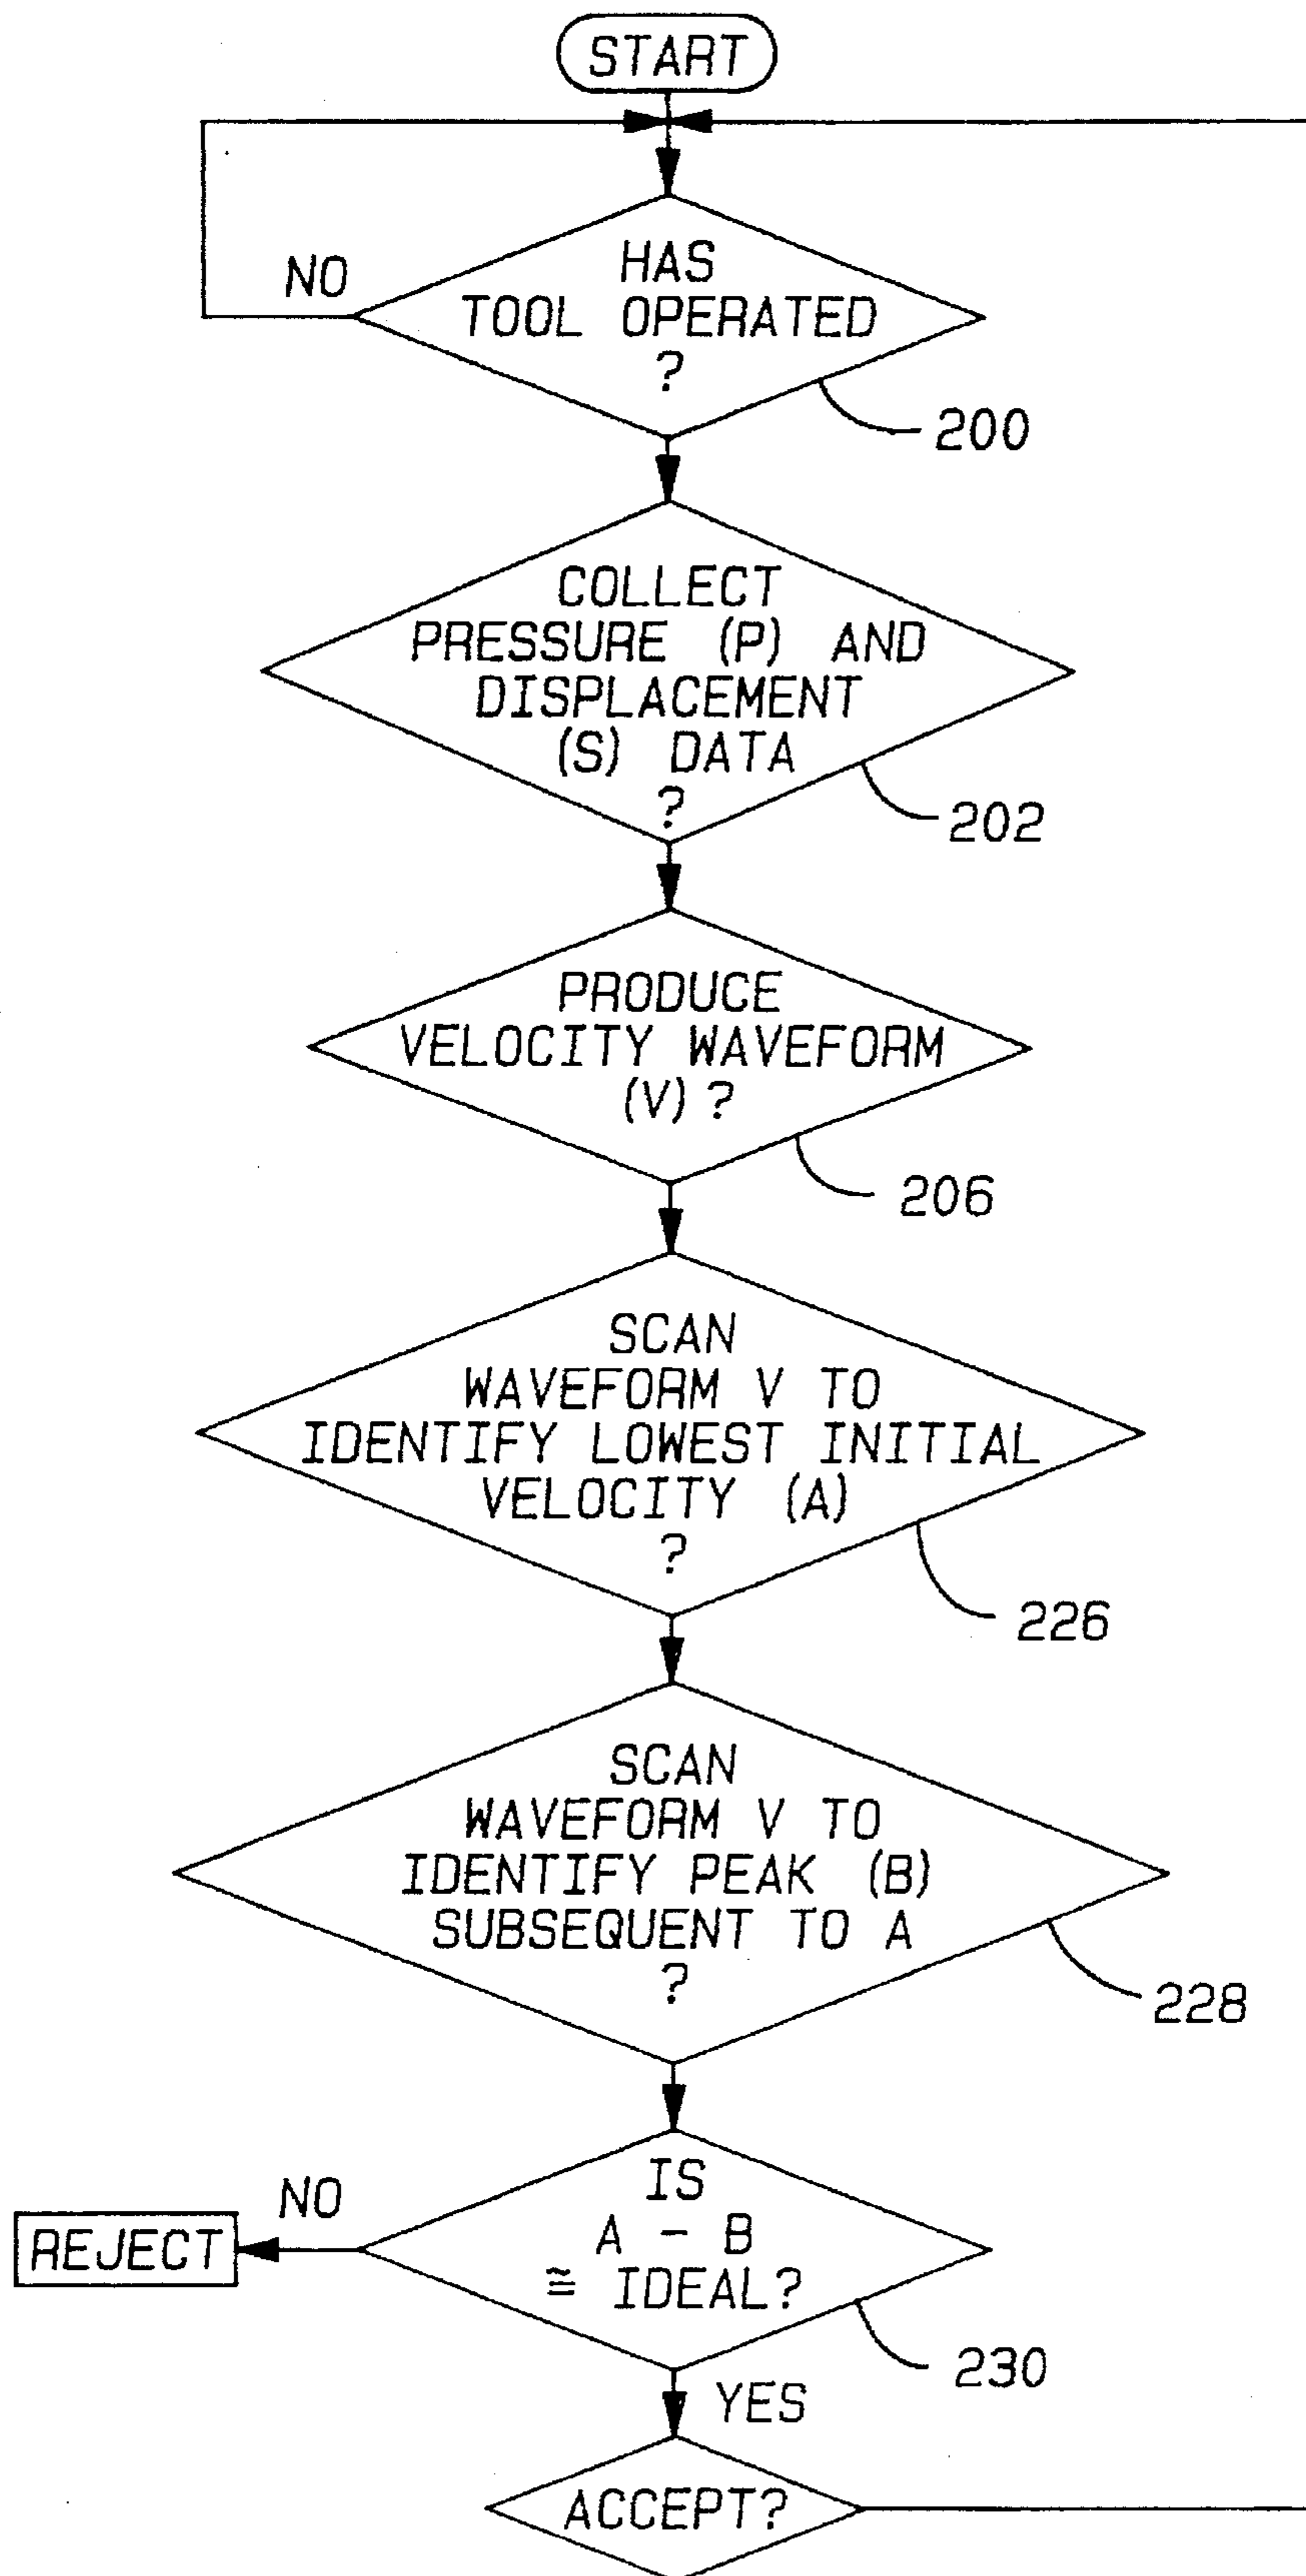 START
NO
HAS
TOOL OPERATED
?
200
COLLECT
PRESSURE (P) AND
DISPLACEMENT
(S) DATA
?
202
PRODUCE
VELOCITY WAVEFORM
(V)?
206
SCAN
WAVEFORM V TO
IDENTIFY LOWEST INITIAL
VELOCITY (A)
?
226
SCAN
WAVEFORM V TO
IDENTIFY PEAK (B)
SUBSEQUENT TO A
?
228
IS
A - B
≅ IDEAL?
NO
REJECT
230
YES
ACCEPT?